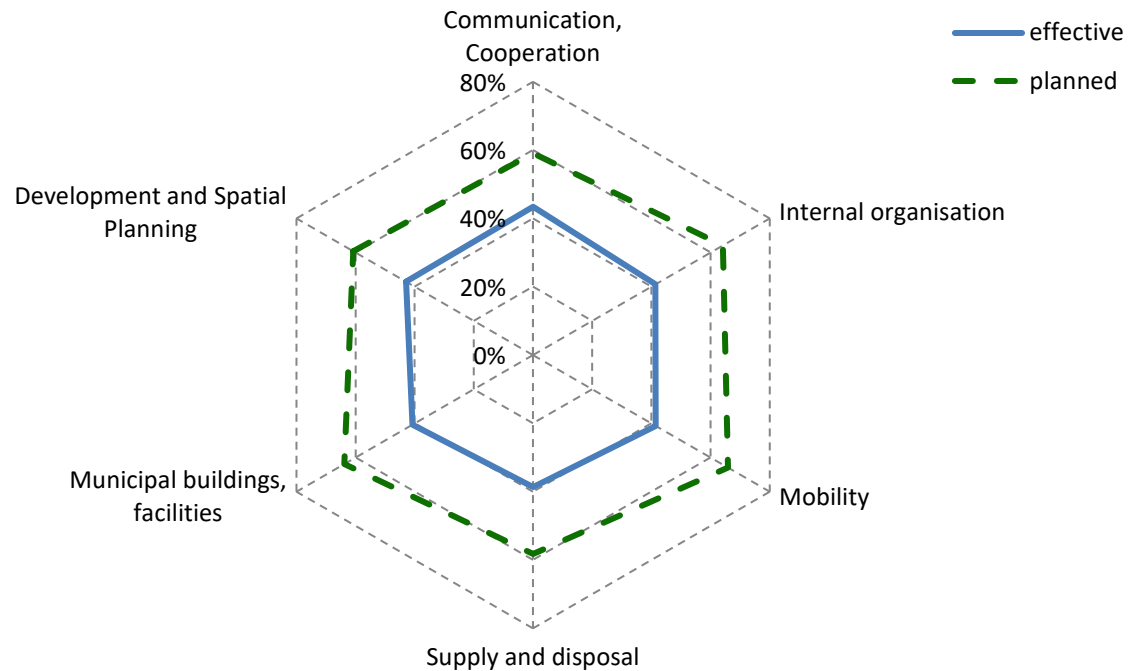 Communication,
Cooperation
effective
planned
80%
60%
40%
20%
0%
Development and Spatial
Planning
Internal organisation
Municipal buildings,
facilities
Mobility
Supply and disposal